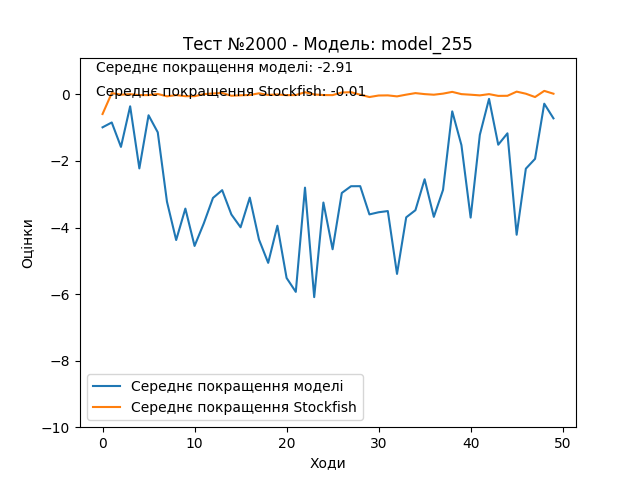 Тест №2000 - Модель: model_255
Середнє покращення моделі: -2.91
Середнє покращення Stockfish: -0.01
0
−2
−4
−6
−8
−10
Оцінки
Середнє покращення моделі
Середнє покращення Stockfish
0 10 20 30 40 50
Ходи